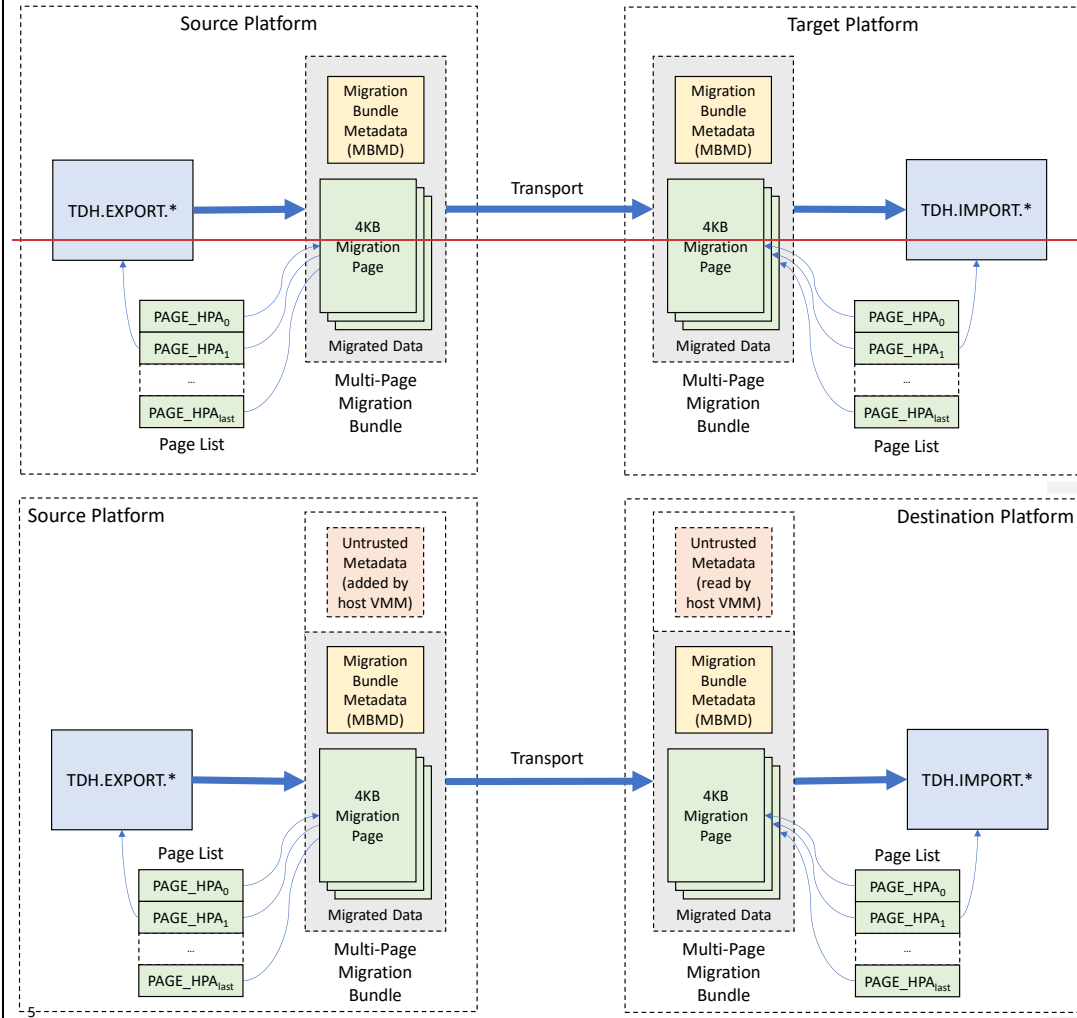 Source Platform
Target Platform
Migration
Bundle
Metadata
(MBMD)
Migration
Bundle
Metadata
(MBMD)
TDH.EXPORT.*
4KB
Migration
Page
Transport
4KB
Migration
Page
TDH.IMPORT.*
PAGE_HPA0
PAGE_HPA1
...
PAGE_HPAlast
Page List
Migrated Data
Multi-Page
Migration
Bundle
Migrated Data
Multi-Page
Migration
Bundle
PAGE_HPA0
PAGE_HPA1
...
PAGE_HPAlast
Page List
Source Platform
Destination Platform
Untrusted
Metadata
(added by
host VMM)
Untrusted
Metadata
(read by
host VMM)
Migration
Bundle
Metadata
(MBMD)
Migration
Bundle
Metadata
(MBMD)
TDH.EXPORT.*
4KB
Migration
Page
Transport
4KB
Migration
Page
TDH.IMPORT.*
Page List
PAGE_HPA0
PAGE_HPA1
...
PAGE_HPAlast
Migrated Data
Multi-Page
Migration
Bundle
Migrated Data
Multi-Page
Migration
Bundle
Page List
PAGE_HPA0
PAGE_HPA1
...
PAGE_HPAlast
5